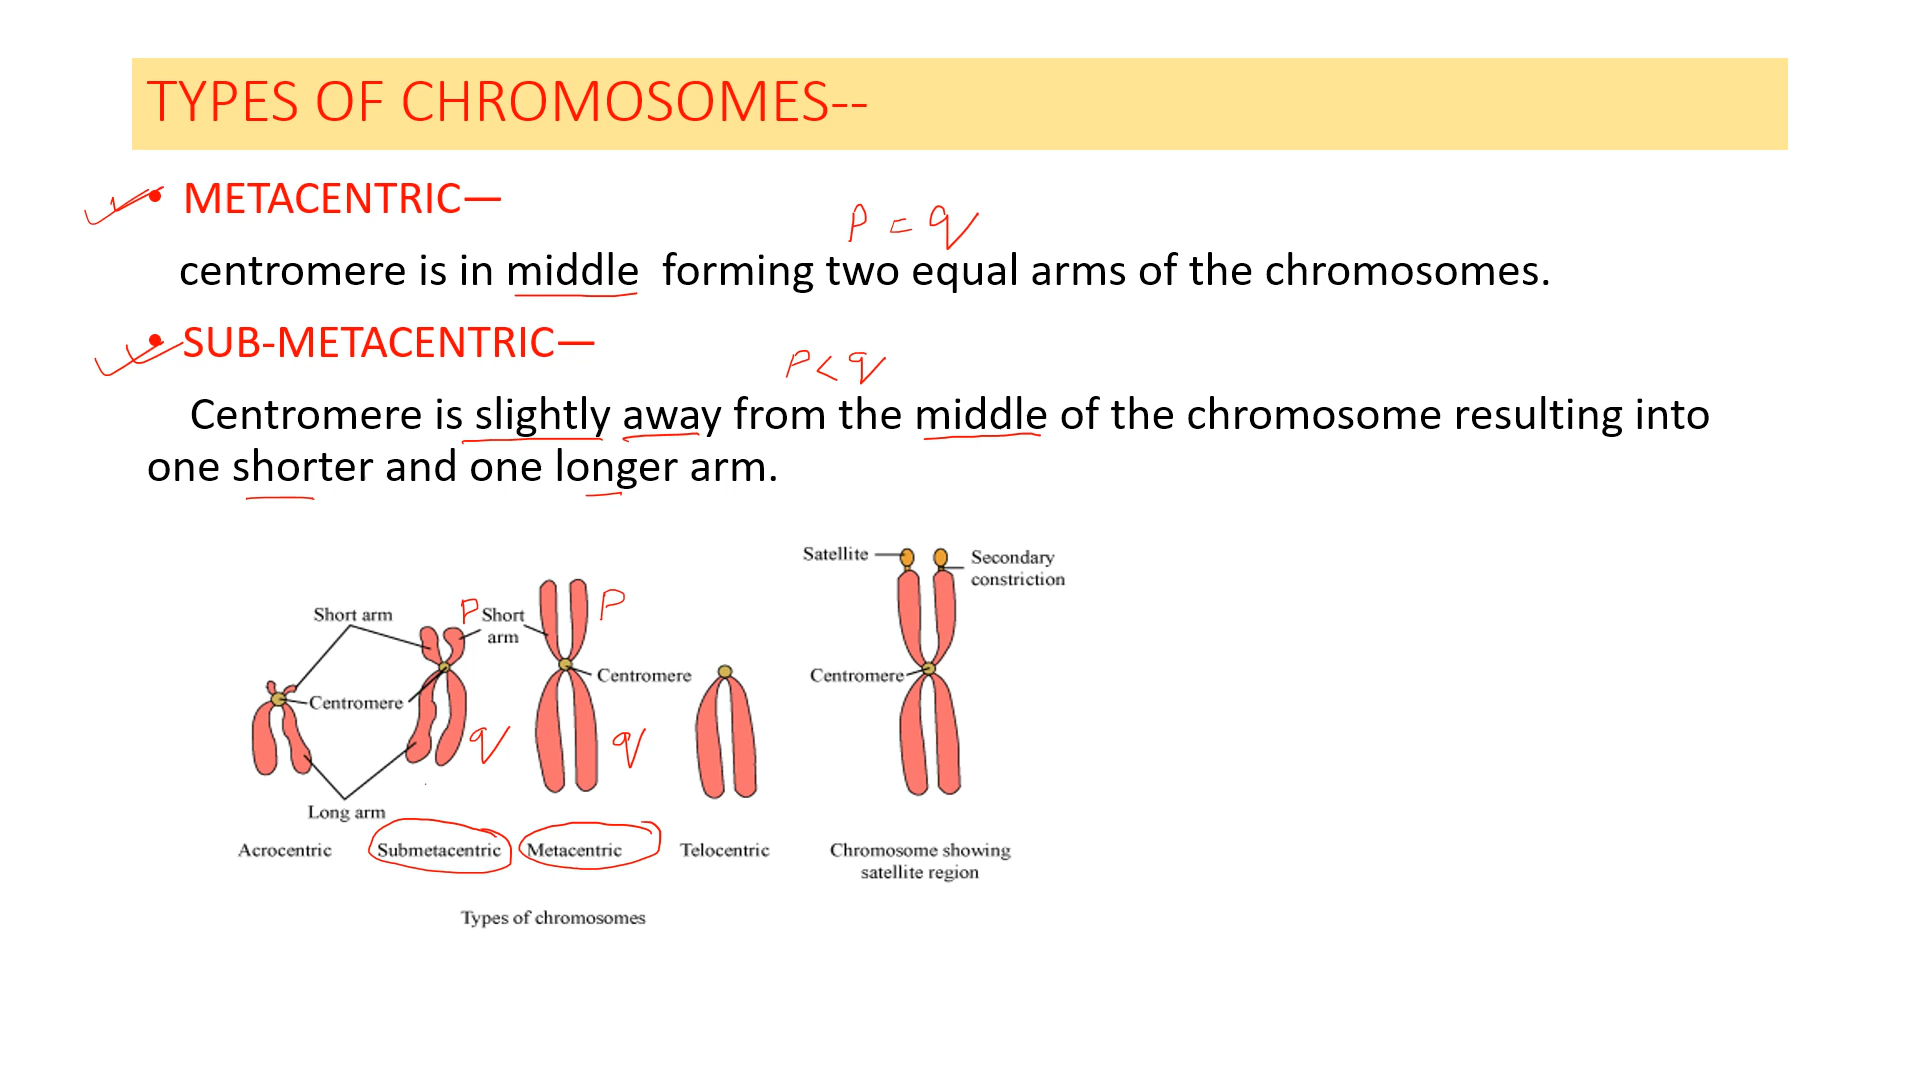 TYPES OF CHROMOSOMES--
• METACENTRIC—
P = q
centromere is in middle forming two equal arms of the chromosomes.
• SUB-METACENTRIC—
P < q
Centromere is slightly away from the middle of the chromosome resulting into
one shorter and one longer arm.
Satellite
Secondary
constriction
Short arm
P
Short
arm
P
Centromere
Centromere
Centromere
q
q
Long arm
Acrocentric
Submetacentric
Metacentric
Telocentric
Chromosome showing
satellite region
Types of chromosomes